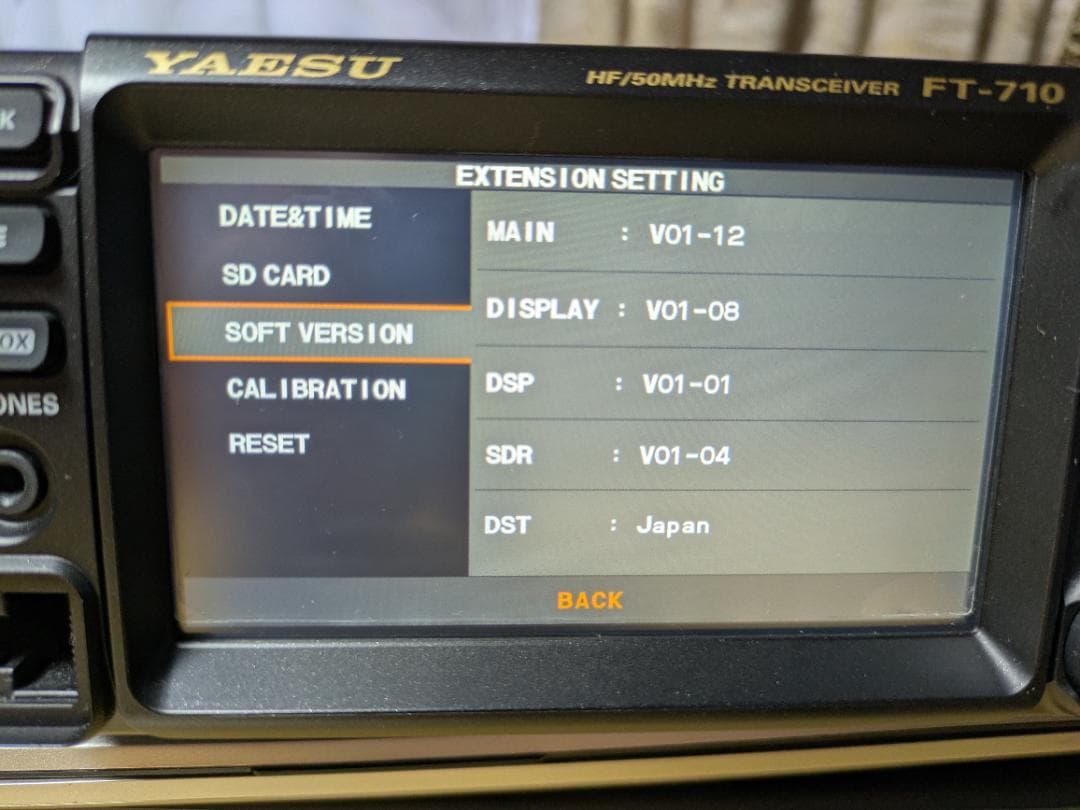 YAESU
HF/50MHz TRANSCEIVER FT-710
EXTENSION SETTING
DATE&TIME
SD CARD
SOFT VERSION
CALIBRATION
RESET
MAIN : V01-12
DISPLAY : V01-08
DSP : V01-01
SDR : V01-04
DST : Japan
BACK
K
E
OX
ONES